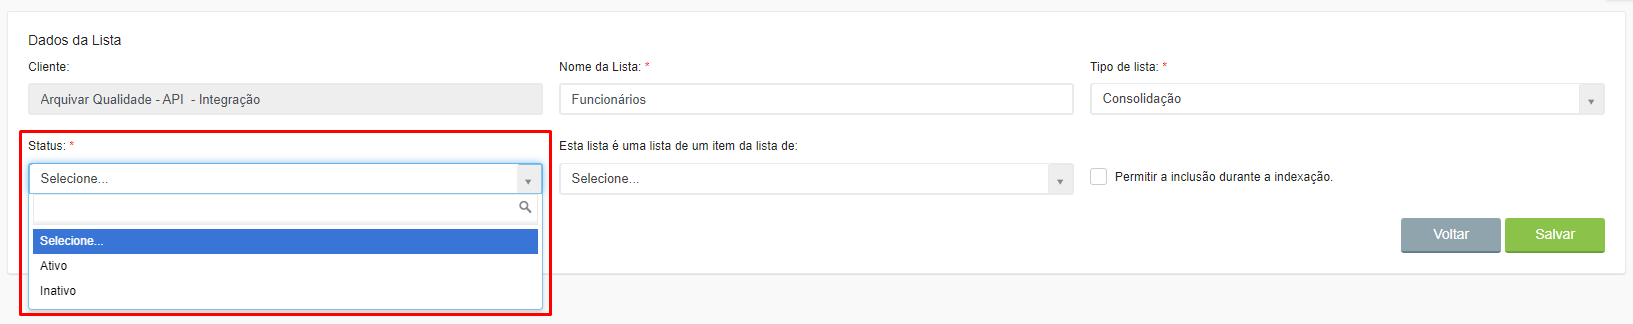 Dados da Lista
Cliente:
Nome da Lista: *
Tipo de lista: *
Arquivar Qualidade - API  - Integração
Funcionários
Consolidação
Status: *
Esta lista é uma lista de um item da lista de:
Selecione...
Selecione...
Permitir a inclusão durante a indexação.
Selecione...
Ativo
Inativo
Voltar
Salvar